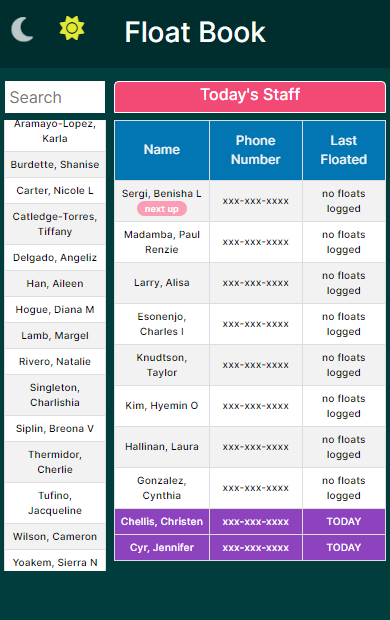 Float Book
Search
Aramayo-Lopez,
Karla
Burdette, Shanise
Carter, Nicole L
Catledge-Torres,
Tiffany
Delgado, Angeliz
Han, Aileen
Hogue, Diana M
Lamb, Margel
Rivero, Natalie
Singleton,
Charlishia
Siplin, Breona V
Thermidor,
Cherlie
Tufino,
Jacqueline
Wilson, Cameron
Yoakem, Sierra N
Today's Staff
Name Phone Last
Number Floated
Sergi, Benisha L xxx-xxx-xxxx no floats
next up logged
Madamba, Paul xxx-xxx-xxxx no floats
Renzie logged
Larry, Alisa xxx-xxx-xxxx no floats
logged
Esonenjo, xxx-xxx-xxxx no floats
Charles I logged
Knudtson, xxx-xxx-xxxx no floats
Taylor logged
Kim, Hyemin O xxx-xxx-xxxx no floats
logged
Hallinan, Laura xxx-xxx-xxxx no floats
logged
Gonzalez, xxx-xxx-xxxx no floats
Cynthia logged
Chellis, Christen xxx-xxx-xxxx TODAY
Cyr, Jennifer xxx-xxx-xxxx TODAY